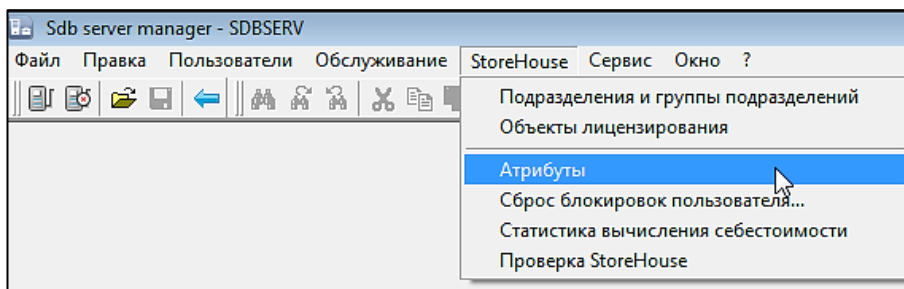 Sdb server manager - SDBSERV
Файл Правка Пользователи Обслуживание StoreHouse Сервис Окно ?
Подразделения и группы подразделений
Объекты лицензирования
Атрибуты
Сброс блокировок пользователя...
Статистика вычисления себестоимости
Проверка StoreHouse